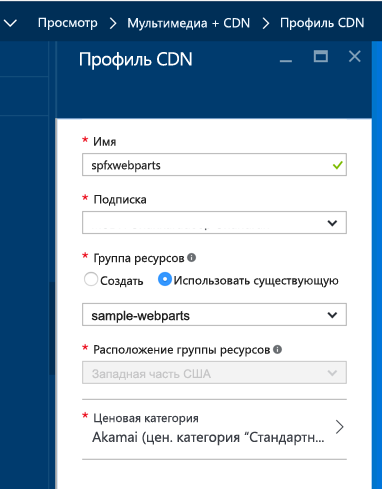 Просмотр > Мультимедиа + CDN > Профиль CDN
Профиль CDN
* Имя
spfxwebparts
* Подписка
* Группа ресурсов
Создать Использовать существующую
sample-webparts
* Расположение группы ресурсов
Западная часть США
* Ценовая категория
Akamai (цен. категория “Стандартн...